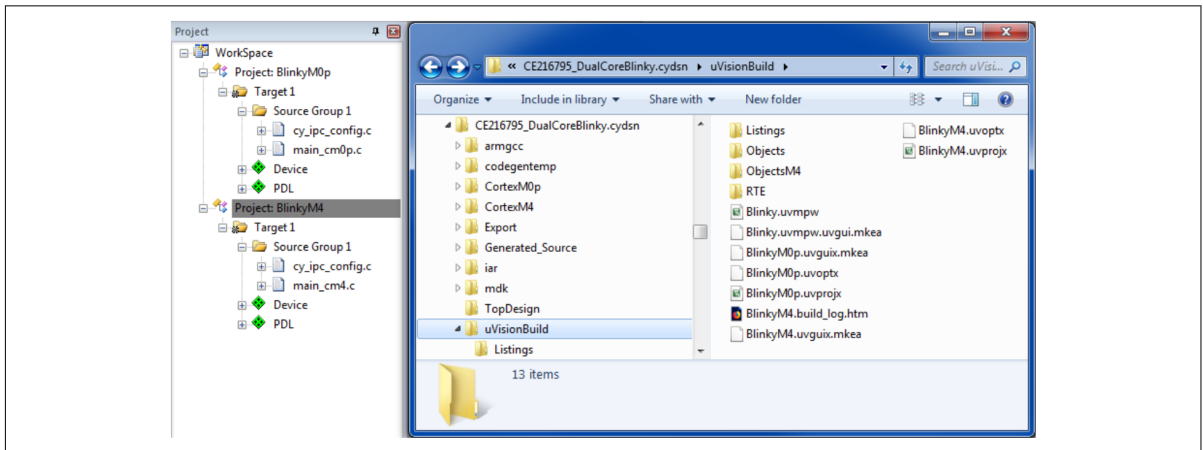 Project
WorkSpace
Project: BlinkyM0p
Target 1
Source Group 1
cy_ipc_config.c
main_cm0p.c
Device
PDL
Project: BlinkyM4
Target 1
Source Group 1
cy_ipc_config.c
main_cm4.c
Device
PDL
« CE216795_DualCoreBlinky.cydsn ▸ uVisionBuild ▸
Search uVisi...
Organize ▾ Include in library ▾ Share with ▾ New folder
CE216795_DualCoreBlinky.cydsn
armgcc
codegentemp
CortexM0p
CortexM4
Export
Generated_Source
iar
mdk
TopDesign
uVisionBuild
Listings
Listings
Objects
ObjectsM4
RTE
Blinky.uvmpw
Blinky.uvmpw.uvgui.mkea
BlinkyM0p.uvguix.mkea
BlinkyM0p.uvoptx
BlinkyM0p.uvprojx
BlinkyM4.build_log.htm
BlinkyM4.uvguix.mkea
BlinkyM4.uvoptx
BlinkyM4.uvprojx
13 items